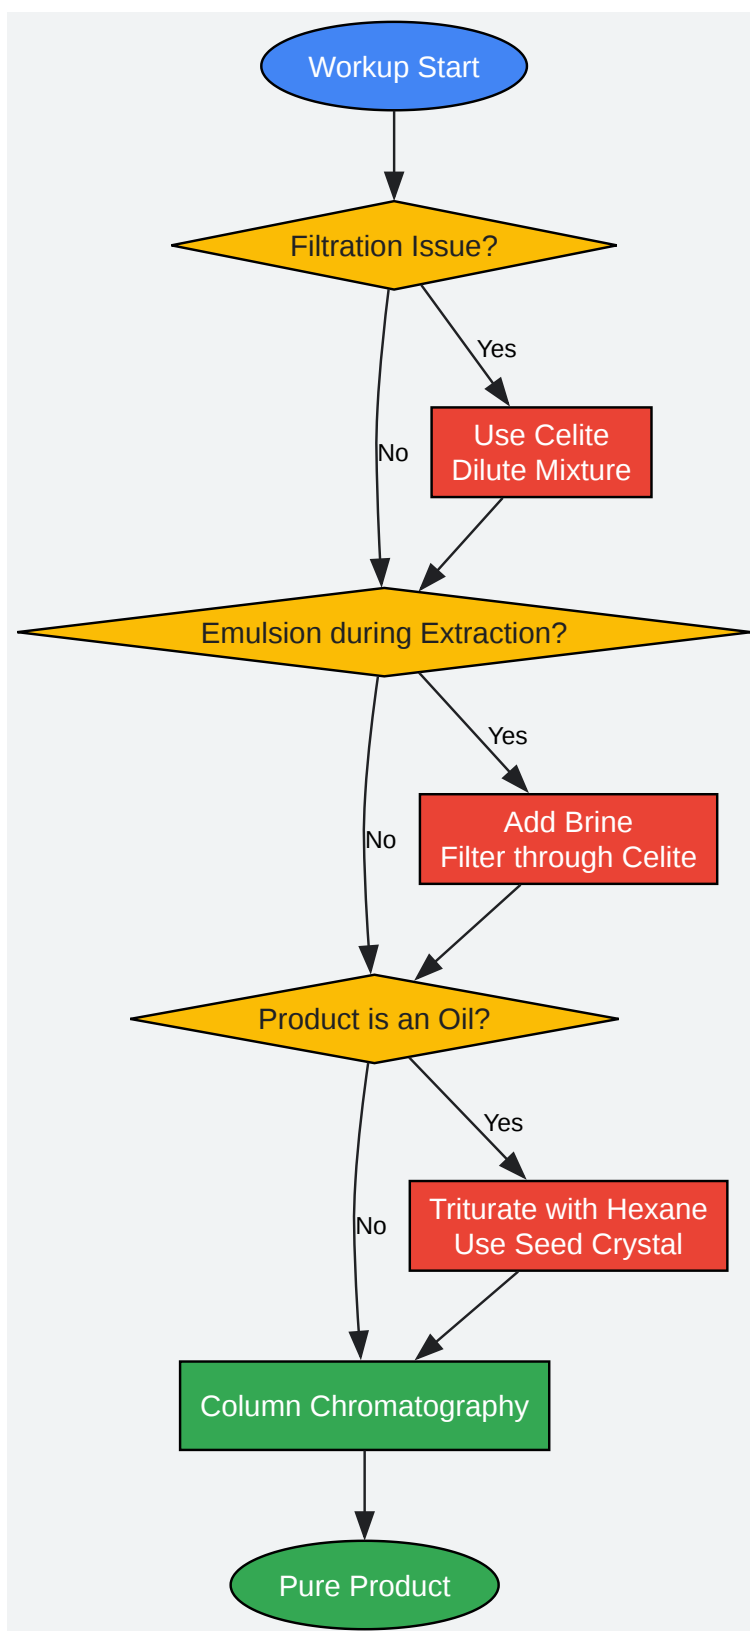 Workup Start
Filtration Issue?
Yes
Use Celite
Dilute Mixture
No
Emulsion during Extraction?
Yes
Add Brine
Filter through Celite
No
Product is an Oil?
Yes
Triturate with Hexane
Use Seed Crystal
No
Column Chromatography
Pure Product